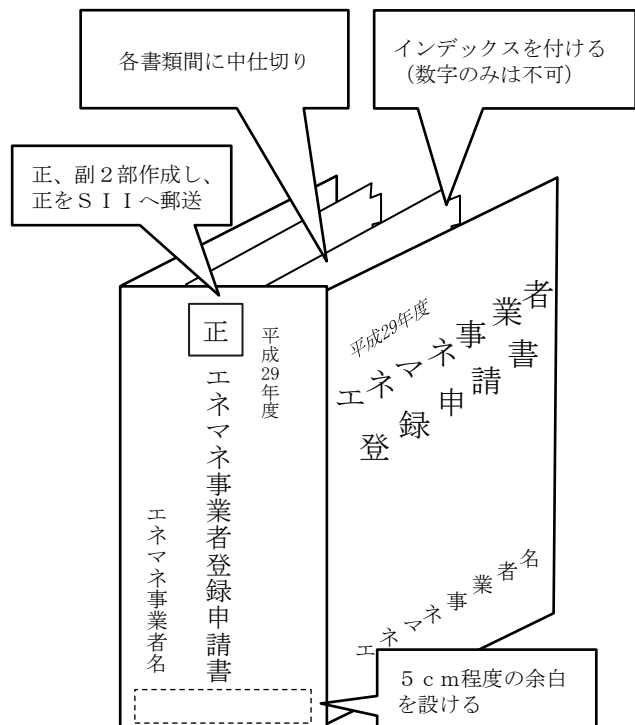 各書類間に中仕切り
インデックスを付ける
（数字のみは不可）
正、副２部作成し、
正をＳＩＩへ郵送
正
平成29年度
エネマネ事業者登録申請書
エネマネ事業者名
平成29年度
エネマネ事業者
登録申請書
エネマネ事業者名
５ｃｍ程度の余白
を設ける